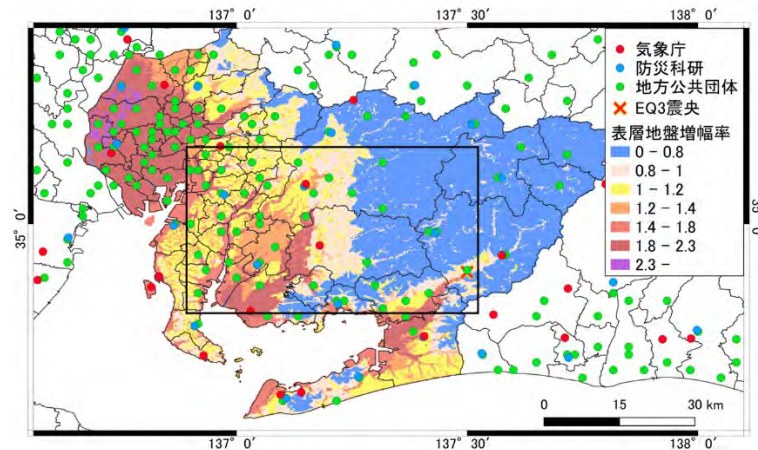 137° 0′
137° 30′
138° 0′
気象庁
防災科研
地方公共団体
EQ3震央
表層地盤増幅率
0 − 0.8
0.8 − 1
1 − 1.2
1.2 − 1.4
1.4 − 1.8
1.8 − 2.3
2.3 −
35° 0′
0 15 30 km
137° 0′
137° 30′
138° 0′